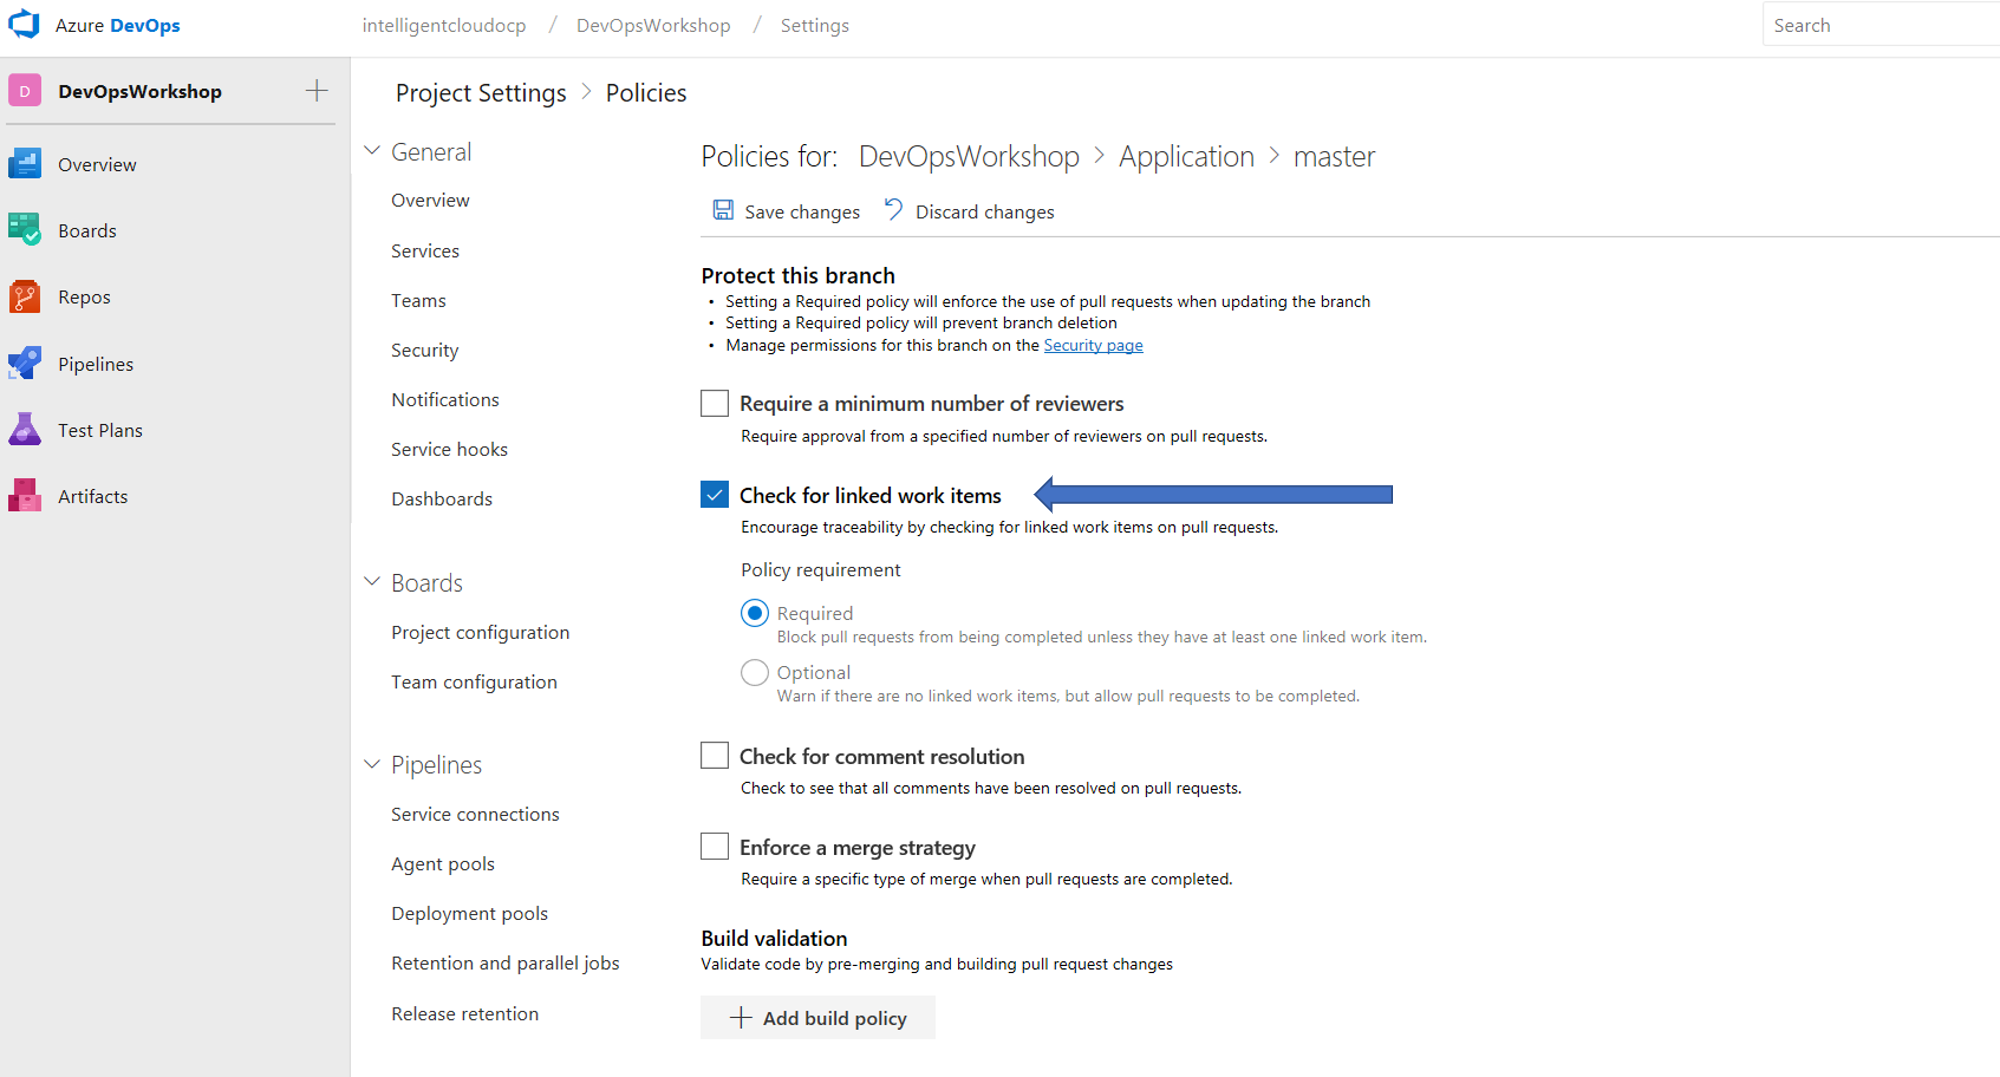 Azure DevOps
intelligentcloudocp / DevOpsWorkshop / Settings
Search
D
DevOpsWorkshop
Overview
Boards
Repos
Pipelines
Test Plans
Artifacts
Project Settings > Policies
General
Overview
Services
Teams
Security
Notifications
Service hooks
Dashboards
Boards
Project configuration
Team configuration
Pipelines
Service connections
Agent pools
Deployment pools
Retention and parallel jobs
Release retention
Policies for: DevOpsWorkshop > Application > master
Save changes Discard changes
Protect this branch
• Setting a Required policy will enforce the use of pull requests when updating the branch
• Setting a Required policy will prevent branch deletion
• Manage permissions for this branch on the Security page
Require a minimum number of reviewers
Require approval from a specified number of reviewers on pull requests.
Check for linked work items
Encourage traceability by checking for linked work items on pull requests.
Policy requirement
Required
Block pull requests from being completed unless they have at least one linked work item.
Optional
Warn if there are no linked work items, but allow pull requests to be completed.
Check for comment resolution
Check to see that all comments have been resolved on pull requests.
Enforce a merge strategy
Require a specific type of merge when pull requests are completed.
Build validation
Validate code by pre-merging and building pull request changes
+ Add build policy